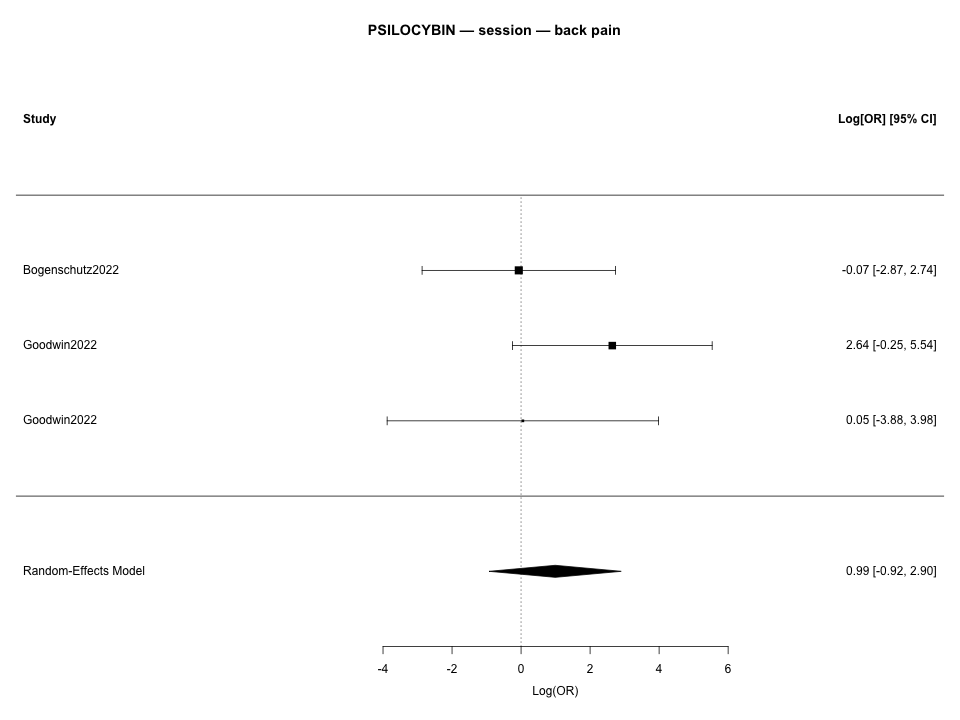 PSILOCYBIN — session — back pain
Study Log[OR] [95% CI]
Bogenschutz2022 -0.07 [-2.87, 2.74]
Goodwin2022 2.64 [-0.25, 5.54]
Goodwin2022 0.05 [-3.88, 3.98]
Random-Effects Model 0.99 [-0.92, 2.90]
-4 -2 0 2 4 6
Log(OR)